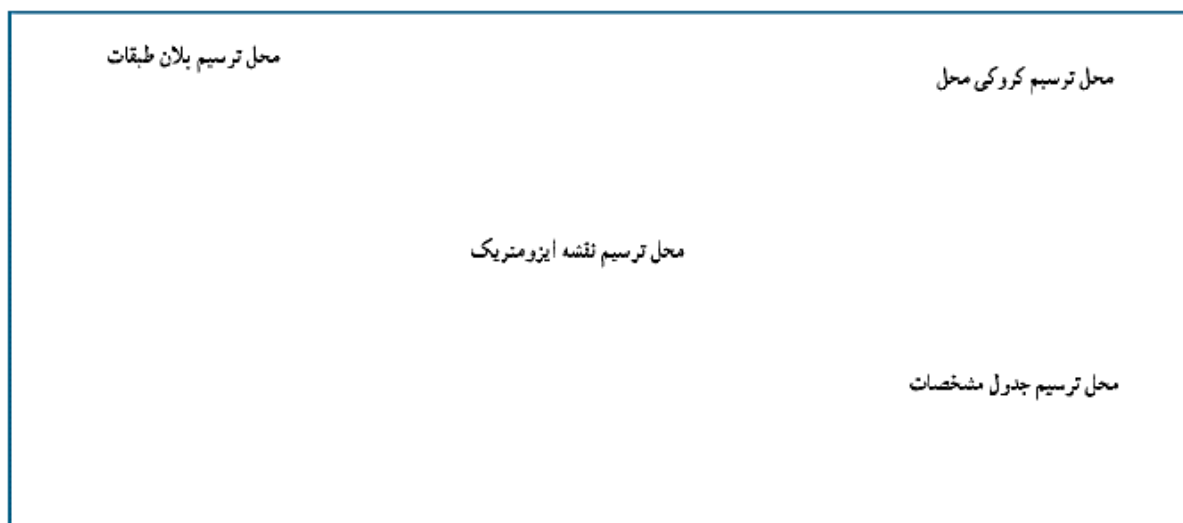 محل ترسیم پلان طبقات
محل ترسیم کروکی محل
محل ترسیم نقشه ایزومتریک
محل ترسیم جدول مشخصات